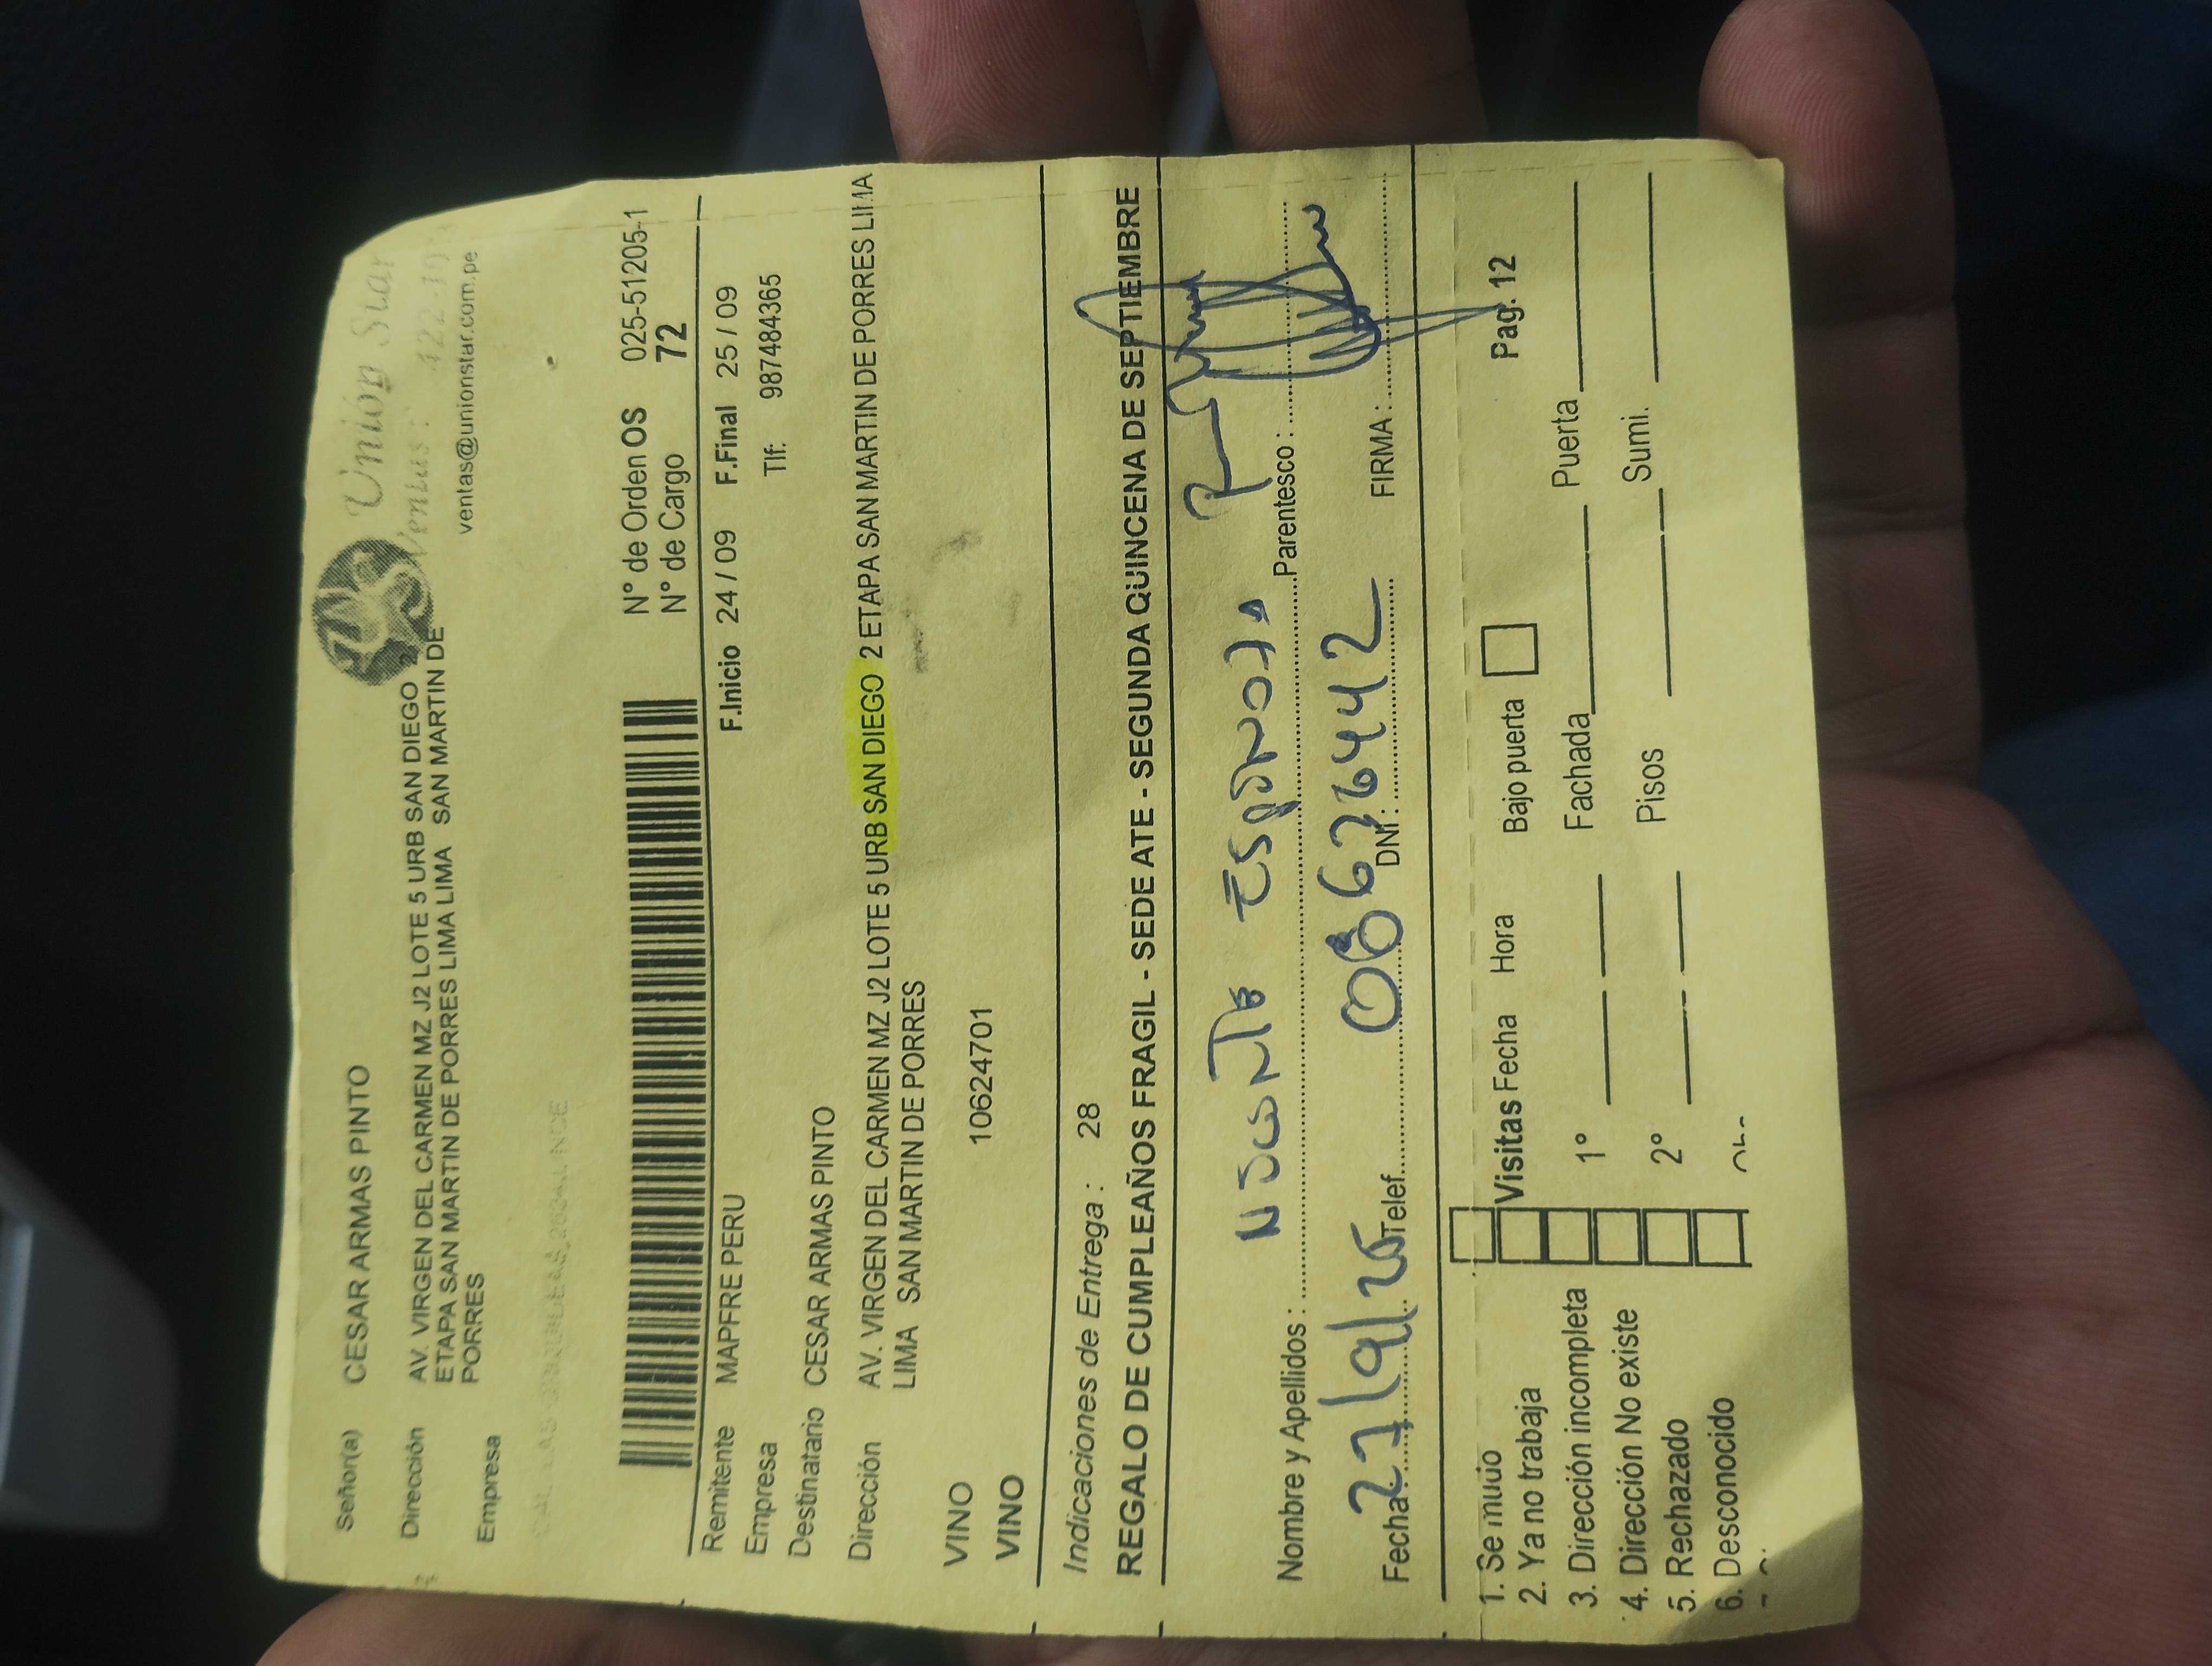 Unión Star
Ventas: 422-19
ventas@unionstar.com.pe
Señor(a) CESAR ARMAS PINTO
Dirección AV. VIRGEN DEL CARMEN MZ J2 LOTE 5 URB SAN DIEGO 2
ETAPA SAN MARTIN DE PORRES LIMA LIMA SAN MARTIN DE
PORRES
Empresa
N° de Orden OS 025-51205-1
N° de Cargo 72
Remitente MAPFRE PERU F.Inicio 24 / 09 F.Final 25 / 09
Empresa Tlf: 987484365
Destinatario CESAR ARMAS PINTO
Dirección AV. VIRGEN DEL CARMEN MZ J2 LOTE 5 URB SAN DIEGO 2 ETAPA SAN MARTIN DE PORRES LIMA
LIMA SAN MARTIN DE PORRES
VINO 10624701
VINO
Indicaciones de Entrega : 28
REGALO DE CUMPLEAÑOS FRAGIL - SEDE ATE - SEGUNDA QUINCENA DE SEPTIEMBRE
Nombre y Apellidos : Parentesco :
Fecha: Telef. DNI: FIRMA :
1. Se mudo Visitas Fecha Hora Bajo puerta Pag. 12
2. Ya no trabaja
3. Dirección incompleta 1° Fachada Puerta
4. Dirección No existe
5. Rechazado 2° Pisos Sumi.
6. Desconocido